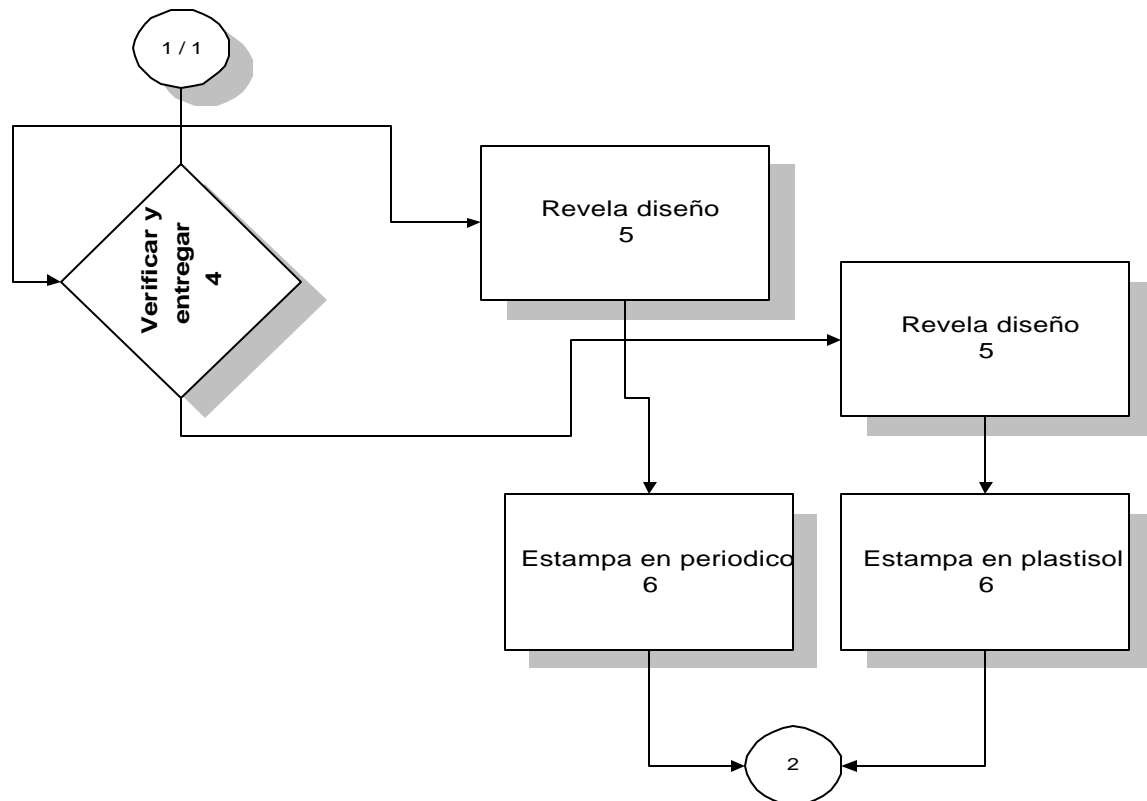 1 / 1
Verificar y
entregar
4
Revela diseño
5
Revela diseño
5
Estampa en periodico
6
Estampa en plastisol
6
2